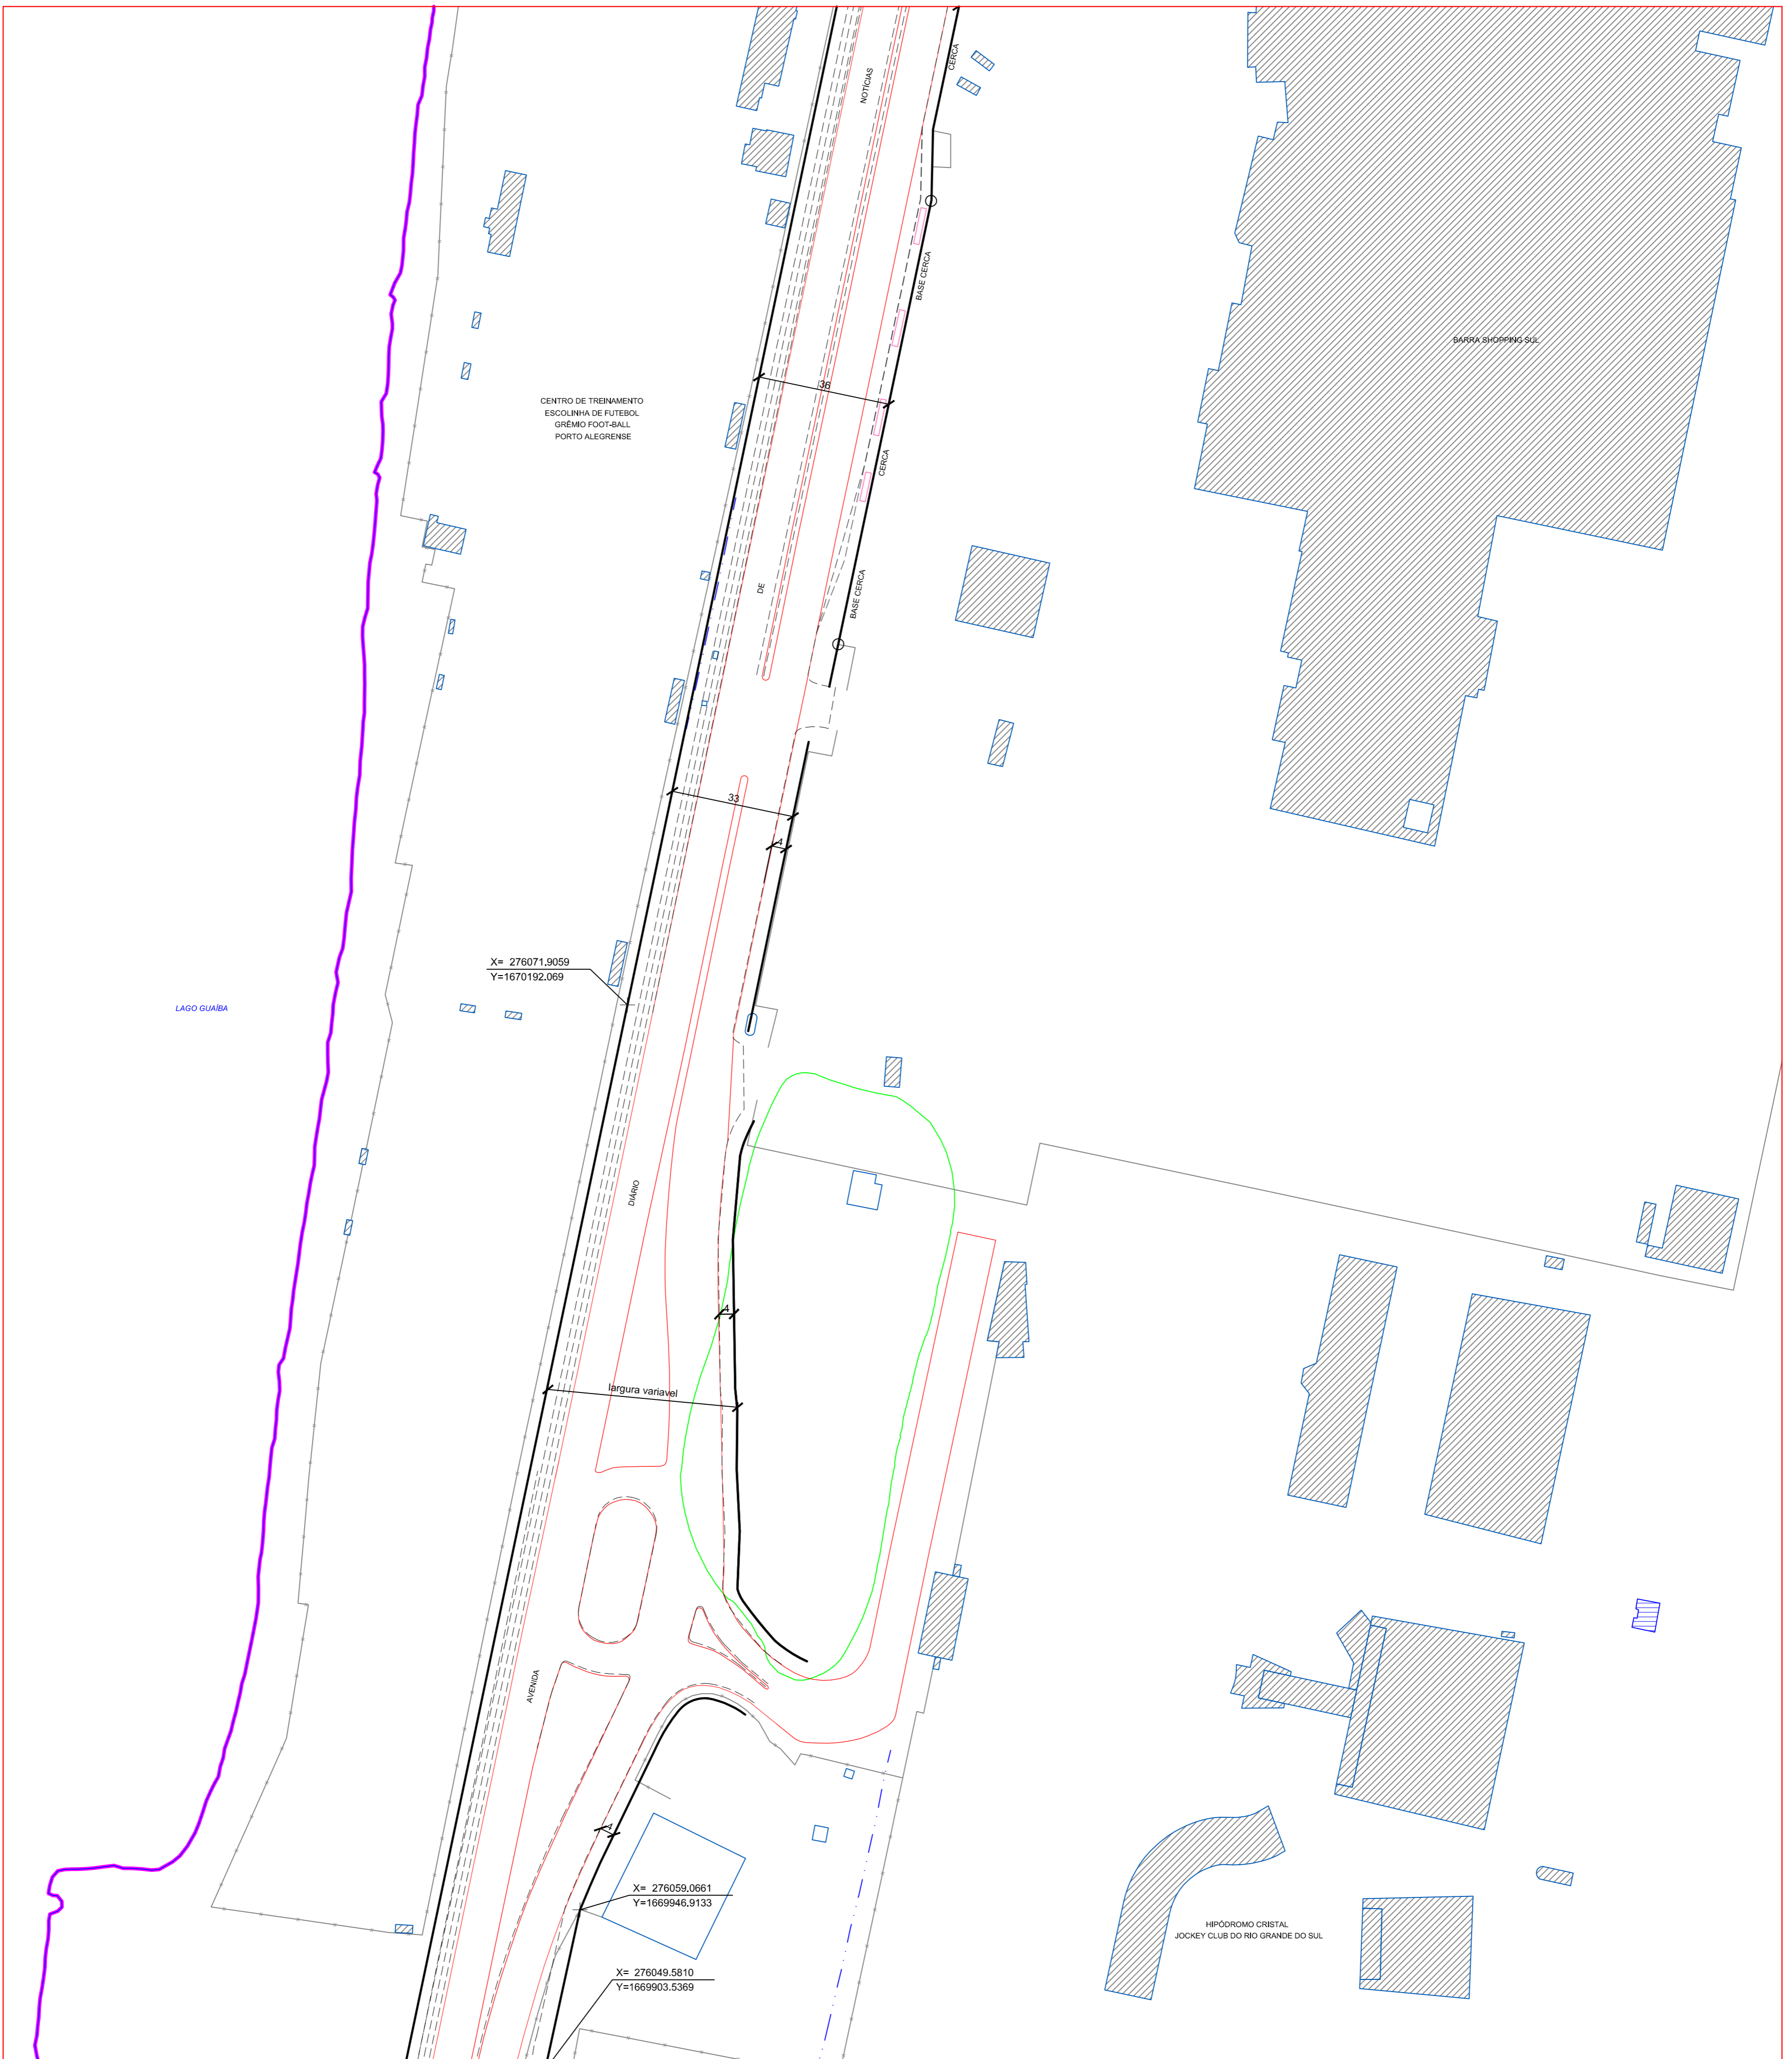 CERCA
NOTÍCIAS
BASE CERCA
BARRA SHOPPING SUL
36
CENTRO DE TREINAMENTO
ESCOLINHA DE FUTEBOL
GRÊMIO FOOT-BALL
PORTO ALEGRENSE
CERCA
DE
BASE CERCA
33
4
X= 276071.9059
Y=1670192.069
LAGO GUAÍBA
DIÁRIO
4
largura variavel
AVENIDA
4
X= 276059.0661
Y=1669946.9133
HIPÓDROMO CRISTAL
JOCKEY CLUB DO RIO GRANDE DO SUL
X= 276049.5810
Y=1669903.5369